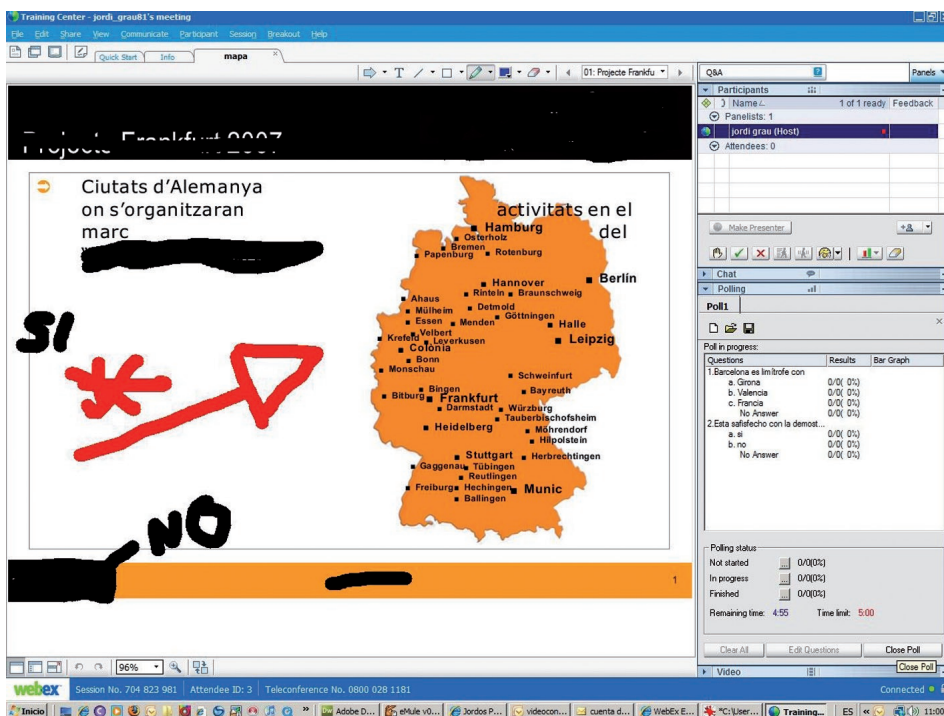 Training Center - jordi_grau81's meeting
File Edit Share View Communicate Participant Session Breakout Help
Quick Start Info mapa
T 01: Projecte Frankfu
Q&A Panels
Participants
Name 1 of 1 ready Feedback
Panelists: 1
jordi grau (Host)
Attendees: 0
Make Presenter
Chat
Polling
Poll1
Poll in progress:
Questions Results Bar Graph
1.Barcelona es limítrofe con
a. Girona 0/0( 0%)
b. Valencia 0/0( 0%)
c. Francia 0/0( 0%)
No Answer 0/0( 0%)
2.Esta safisfecho con la demost...
a. si 0/0( 0%)
b. no 0/0( 0%)
No Answer 0/0( 0%)
Polling status
Not started ... 0/0(0%)
In progress ... 0/0(0%)
Finished ... 0/0(0%)
Remaining time: 4:55 Time limit: 5:00
Clear All Edit Questions Close Poll
Close Poll
Video
Projecte Frankfurt 2007
Ciutats d'Alemanya
on s'organitzaran activitats en el
marc del
Hamburg
Osterholz
Bremen
Papenburg
Rotenburg
Berlín
Hannover
Rinteln
Braunschweig
Ahaus
Detmold
Mülheim
Göttningen
Essen
Menden
Halle
Velbert
Krefeld
Leverkusen
Leipzig
Colònia
Bonn
Monschau
Schweinfurt
Bingen
Bayreuth
Bitburg
Frankfurt
Darmstadt
Würzburg
Tauberbischofsheim
Heidelberg
Möhrendorf
Hilpolstein
Stuttgart
Herbrechtingen
Gaggenau
Tübingen
Reutlingen
Freiburg
Hechingen
Munic
Ballingen
SI
NO
1
96%
webex Session No. 704 823 981 | Attendee ID: 3 | Teleconference No. 0800 028 1181 Connected
Inicio Adobe D... eMule v0... Jordos P... videocon... cuenta d... WebEx E... *C:\User... Training... ES 11:00